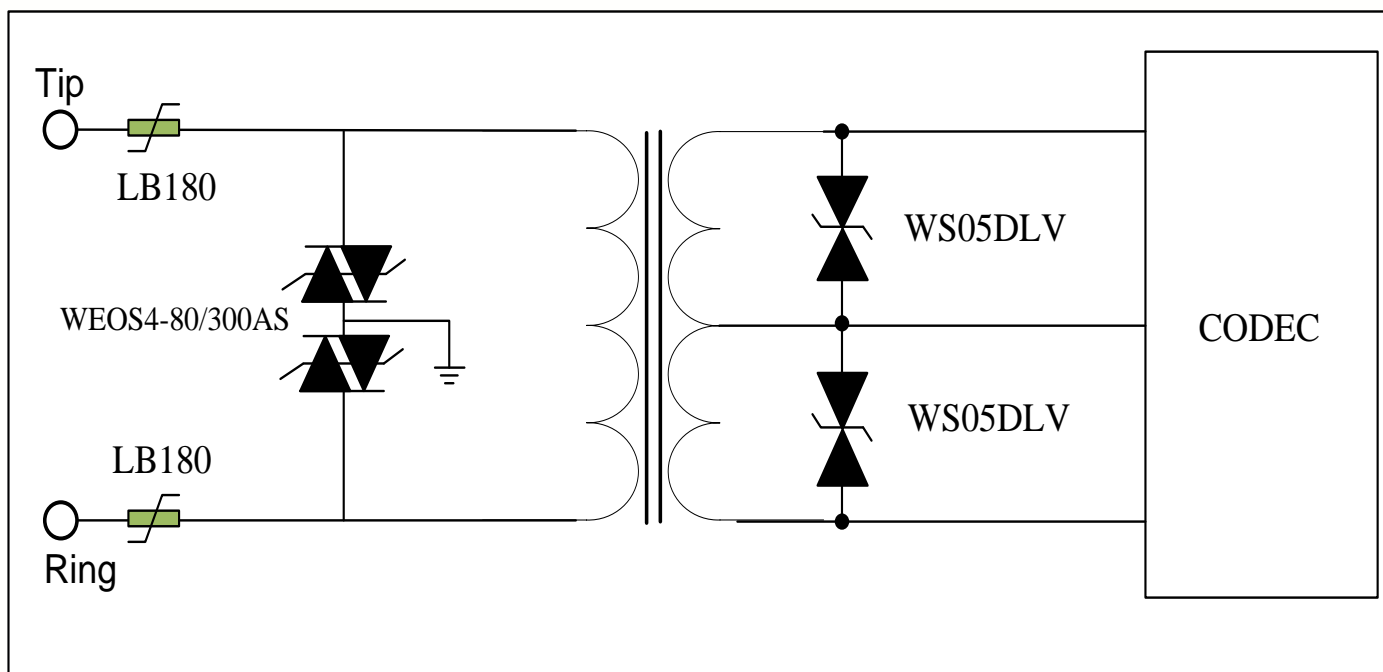 Tip
LB180
WS05DLV
WEOS4-80/300AS
CODEC
WS05DLV
LB180
Ring